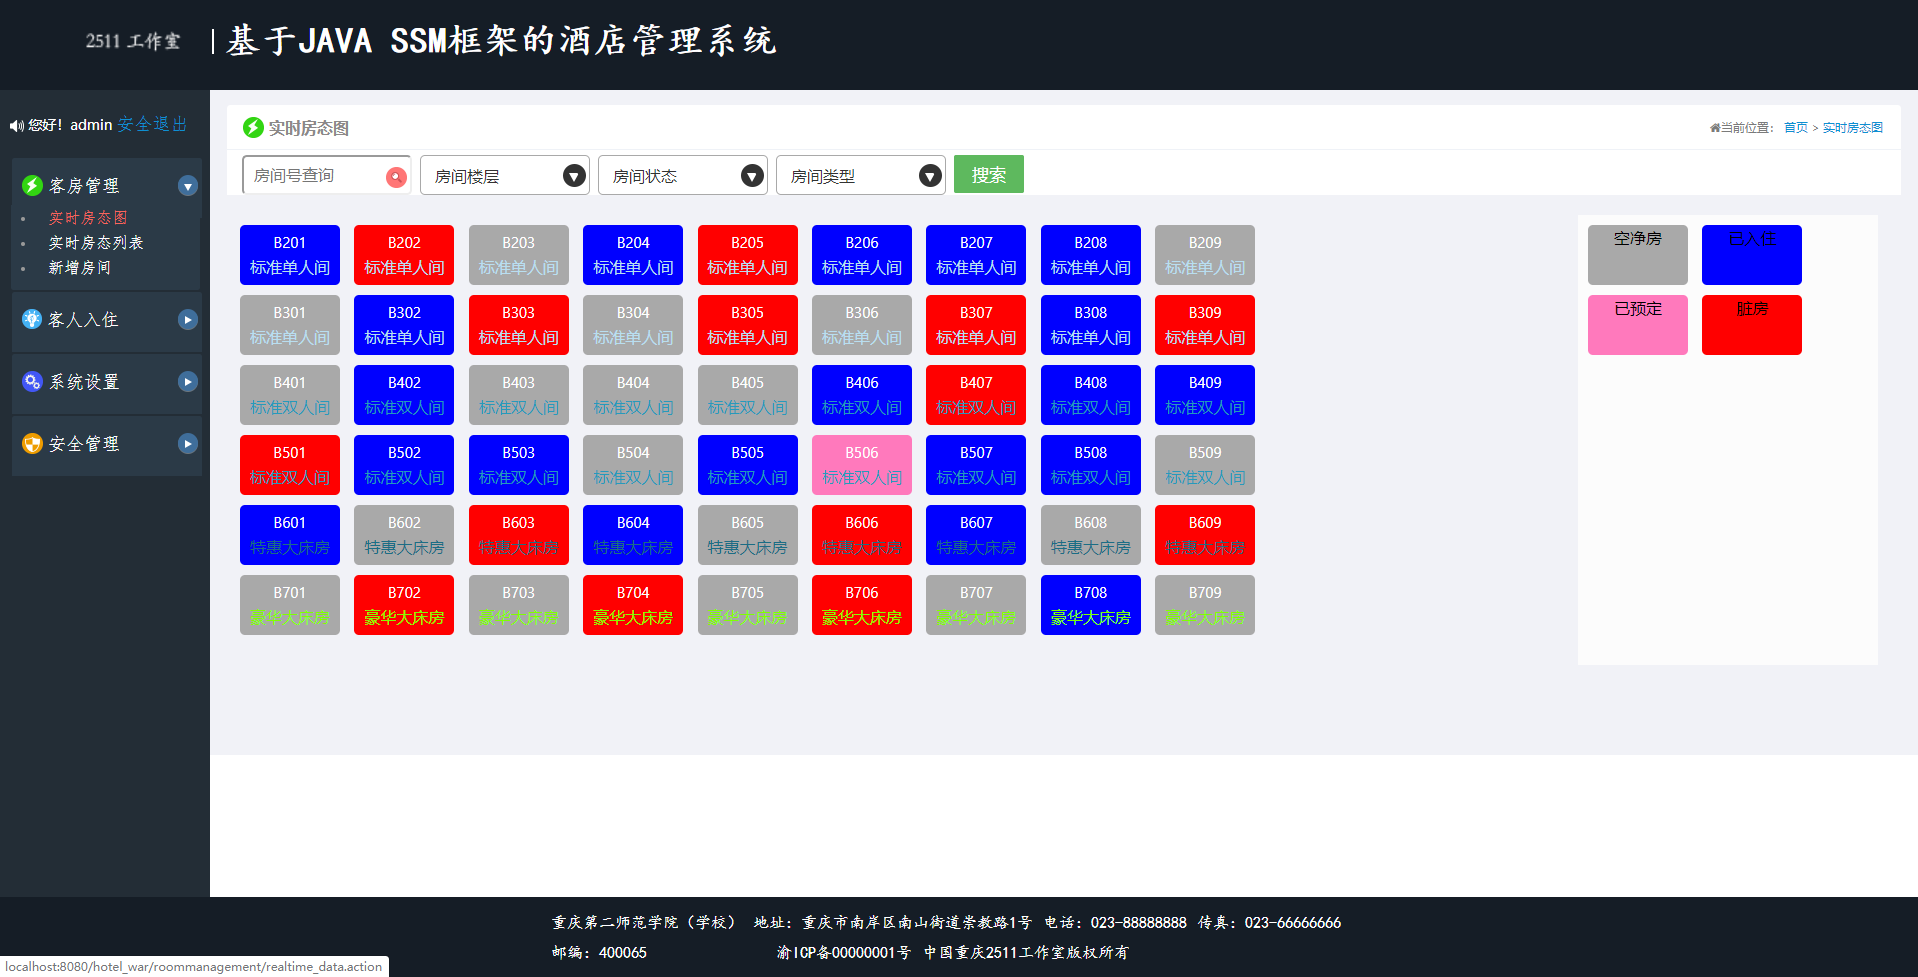 2511 工作室 | 基于JAVA SSM框架的酒店管理系统
您好！admin 安全退出
客房管理
实时房态图
实时房态列表
新增房间
客人入住
系统设置
安全管理
实时房态图
当前位置： 首页 > 实时房态图
房间号查询 房间楼层 房间状态 房间类型 搜索
B201 B202 B203 B204 B205 B206 B207 B208 B209
标准单人间 标准单人间 标准单人间 标准单人间 标准单人间 标准单人间 标准单人间 标准单人间 标准单人间
B301 B302 B303 B304 B305 B306 B307 B308 B309
标准单人间 标准单人间 标准单人间 标准单人间 标准单人间 标准单人间 标准单人间 标准单人间 标准单人间
B401 B402 B403 B404 B405 B406 B407 B408 B409
标准双人间 标准双人间 标准双人间 标准双人间 标准双人间 标准双人间 标准双人间 标准双人间 标准双人间
B501 B502 B503 B504 B505 B506 B507 B508 B509
标准双人间 标准双人间 标准双人间 标准双人间 标准双人间 标准双人间 标准双人间 标准双人间 标准双人间
B601 B602 B603 B604 B605 B606 B607 B608 B609
特惠大床房 特惠大床房 特惠大床房 特惠大床房 特惠大床房 特惠大床房 特惠大床房 特惠大床房 特惠大床房
B701 B702 B703 B704 B705 B706 B707 B708 B709
豪华大床房 豪华大床房 豪华大床房 豪华大床房 豪华大床房 豪华大床房 豪华大床房 豪华大床房 豪华大床房
空净房 已入住
已预定 脏房
重庆第二师范学院（学校） 地址：重庆市南岸区南山街道崇教路1号 电话：023-88888888 传真：023-66666666
邮编：400065 渝ICP备00000001号 中国重庆2511工作室版权所有
localhost:8080/hotel_war/roommanagement/realtime_data.action